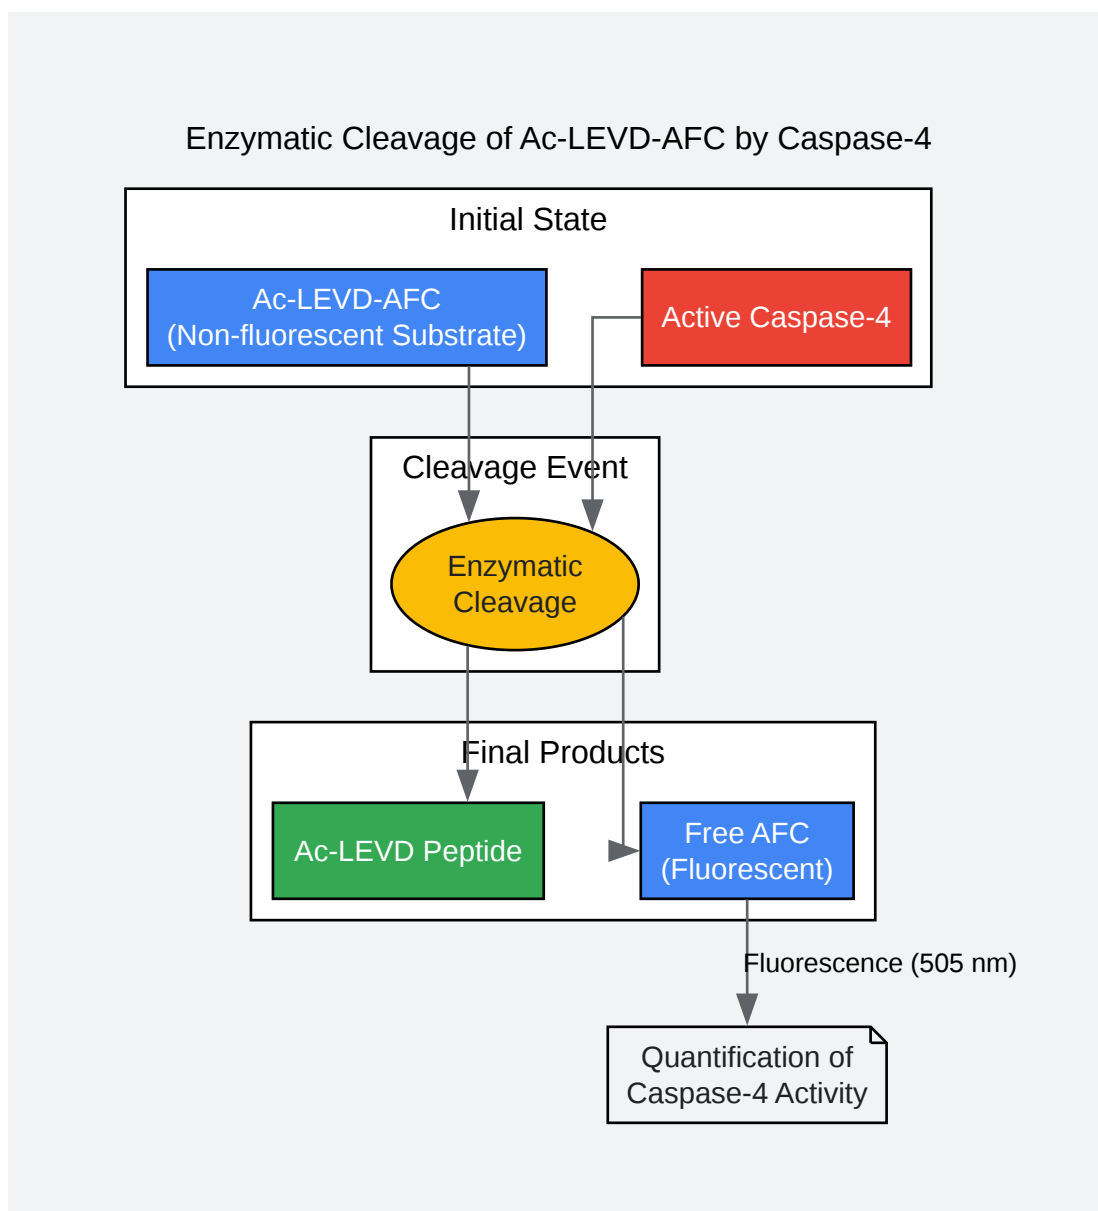 Enzymatic Cleavage of Ac-LEVD-AFC by Caspase-4
Initial State
Ac-LEVD-AFC
(Non-fluorescent Substrate)
Active Caspase-4
Cleavage Event
Enzymatic
Cleavage
Final Products
Ac-LEVD Peptide
Free AFC
(Fluorescent)
Fluorescence (505 nm)
Quantification of
Caspase-4 Activity